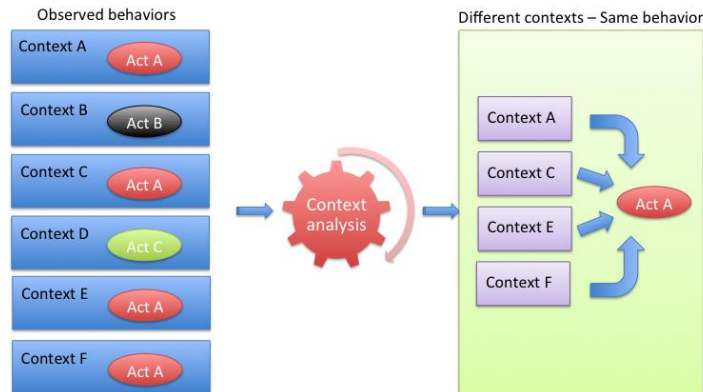 Observed behaviors
Context A
Act A
Context B
Act B
Context C
Act A
Context D
Act C
Context E
Act A
Context F
Act A
Context
analysis
Different contexts – Same behavior
Context A
Context C
Context E
Context F
Act A